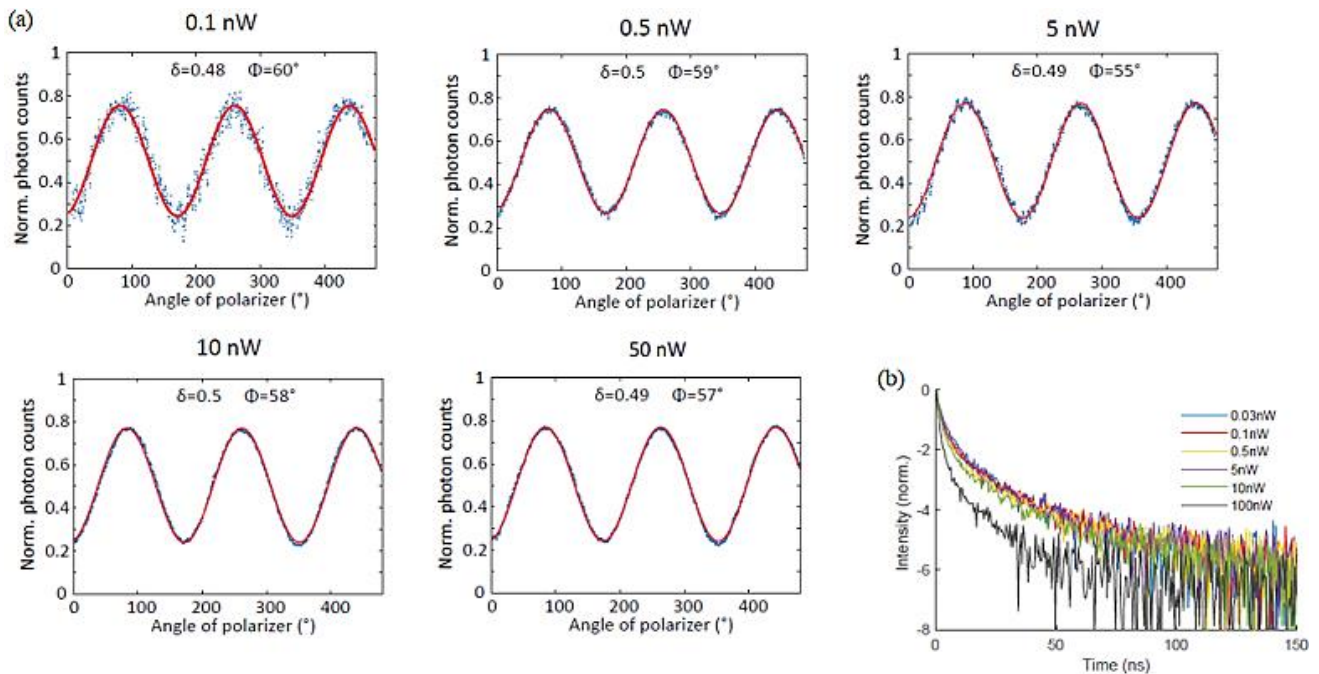 (a)
0.1 nW
0.5 nW
5 nW
δ=0.48 Φ=60°
δ=0.5 Φ=59°
δ=0.49 Φ=55°
Norm. photon counts
1
0.8
0.6
0.4
0.2
0
0 100 200 300 400
Angle of polarizer (°)
Norm. photon counts
1
0.8
0.6
0.4
0.2
0
0 100 200 300 400
Angle of polarizer (°)
Norm. photon counts
1
0.8
0.6
0.4
0.2
0
0 100 200 300 400
Angle of polarizer (°)
10 nW
50 nW
δ=0.5 Φ=58°
δ=0.49 Φ=57°
Norm. photon counts
1
0.8
0.6
0.4
0.2
0
0 100 200 300 400
Angle of polarizer (°)
Norm. photon counts
1
0.8
0.6
0.4
0.2
0
0 100 200 300 400
Angle of polarizer (°)
(b)
0.03nW
0.1nW
0.5nW
5nW
10nW
100nW
Intensity (norm.)
0
-2
-4
-6
-8
0 50 100 150
Time (ns)